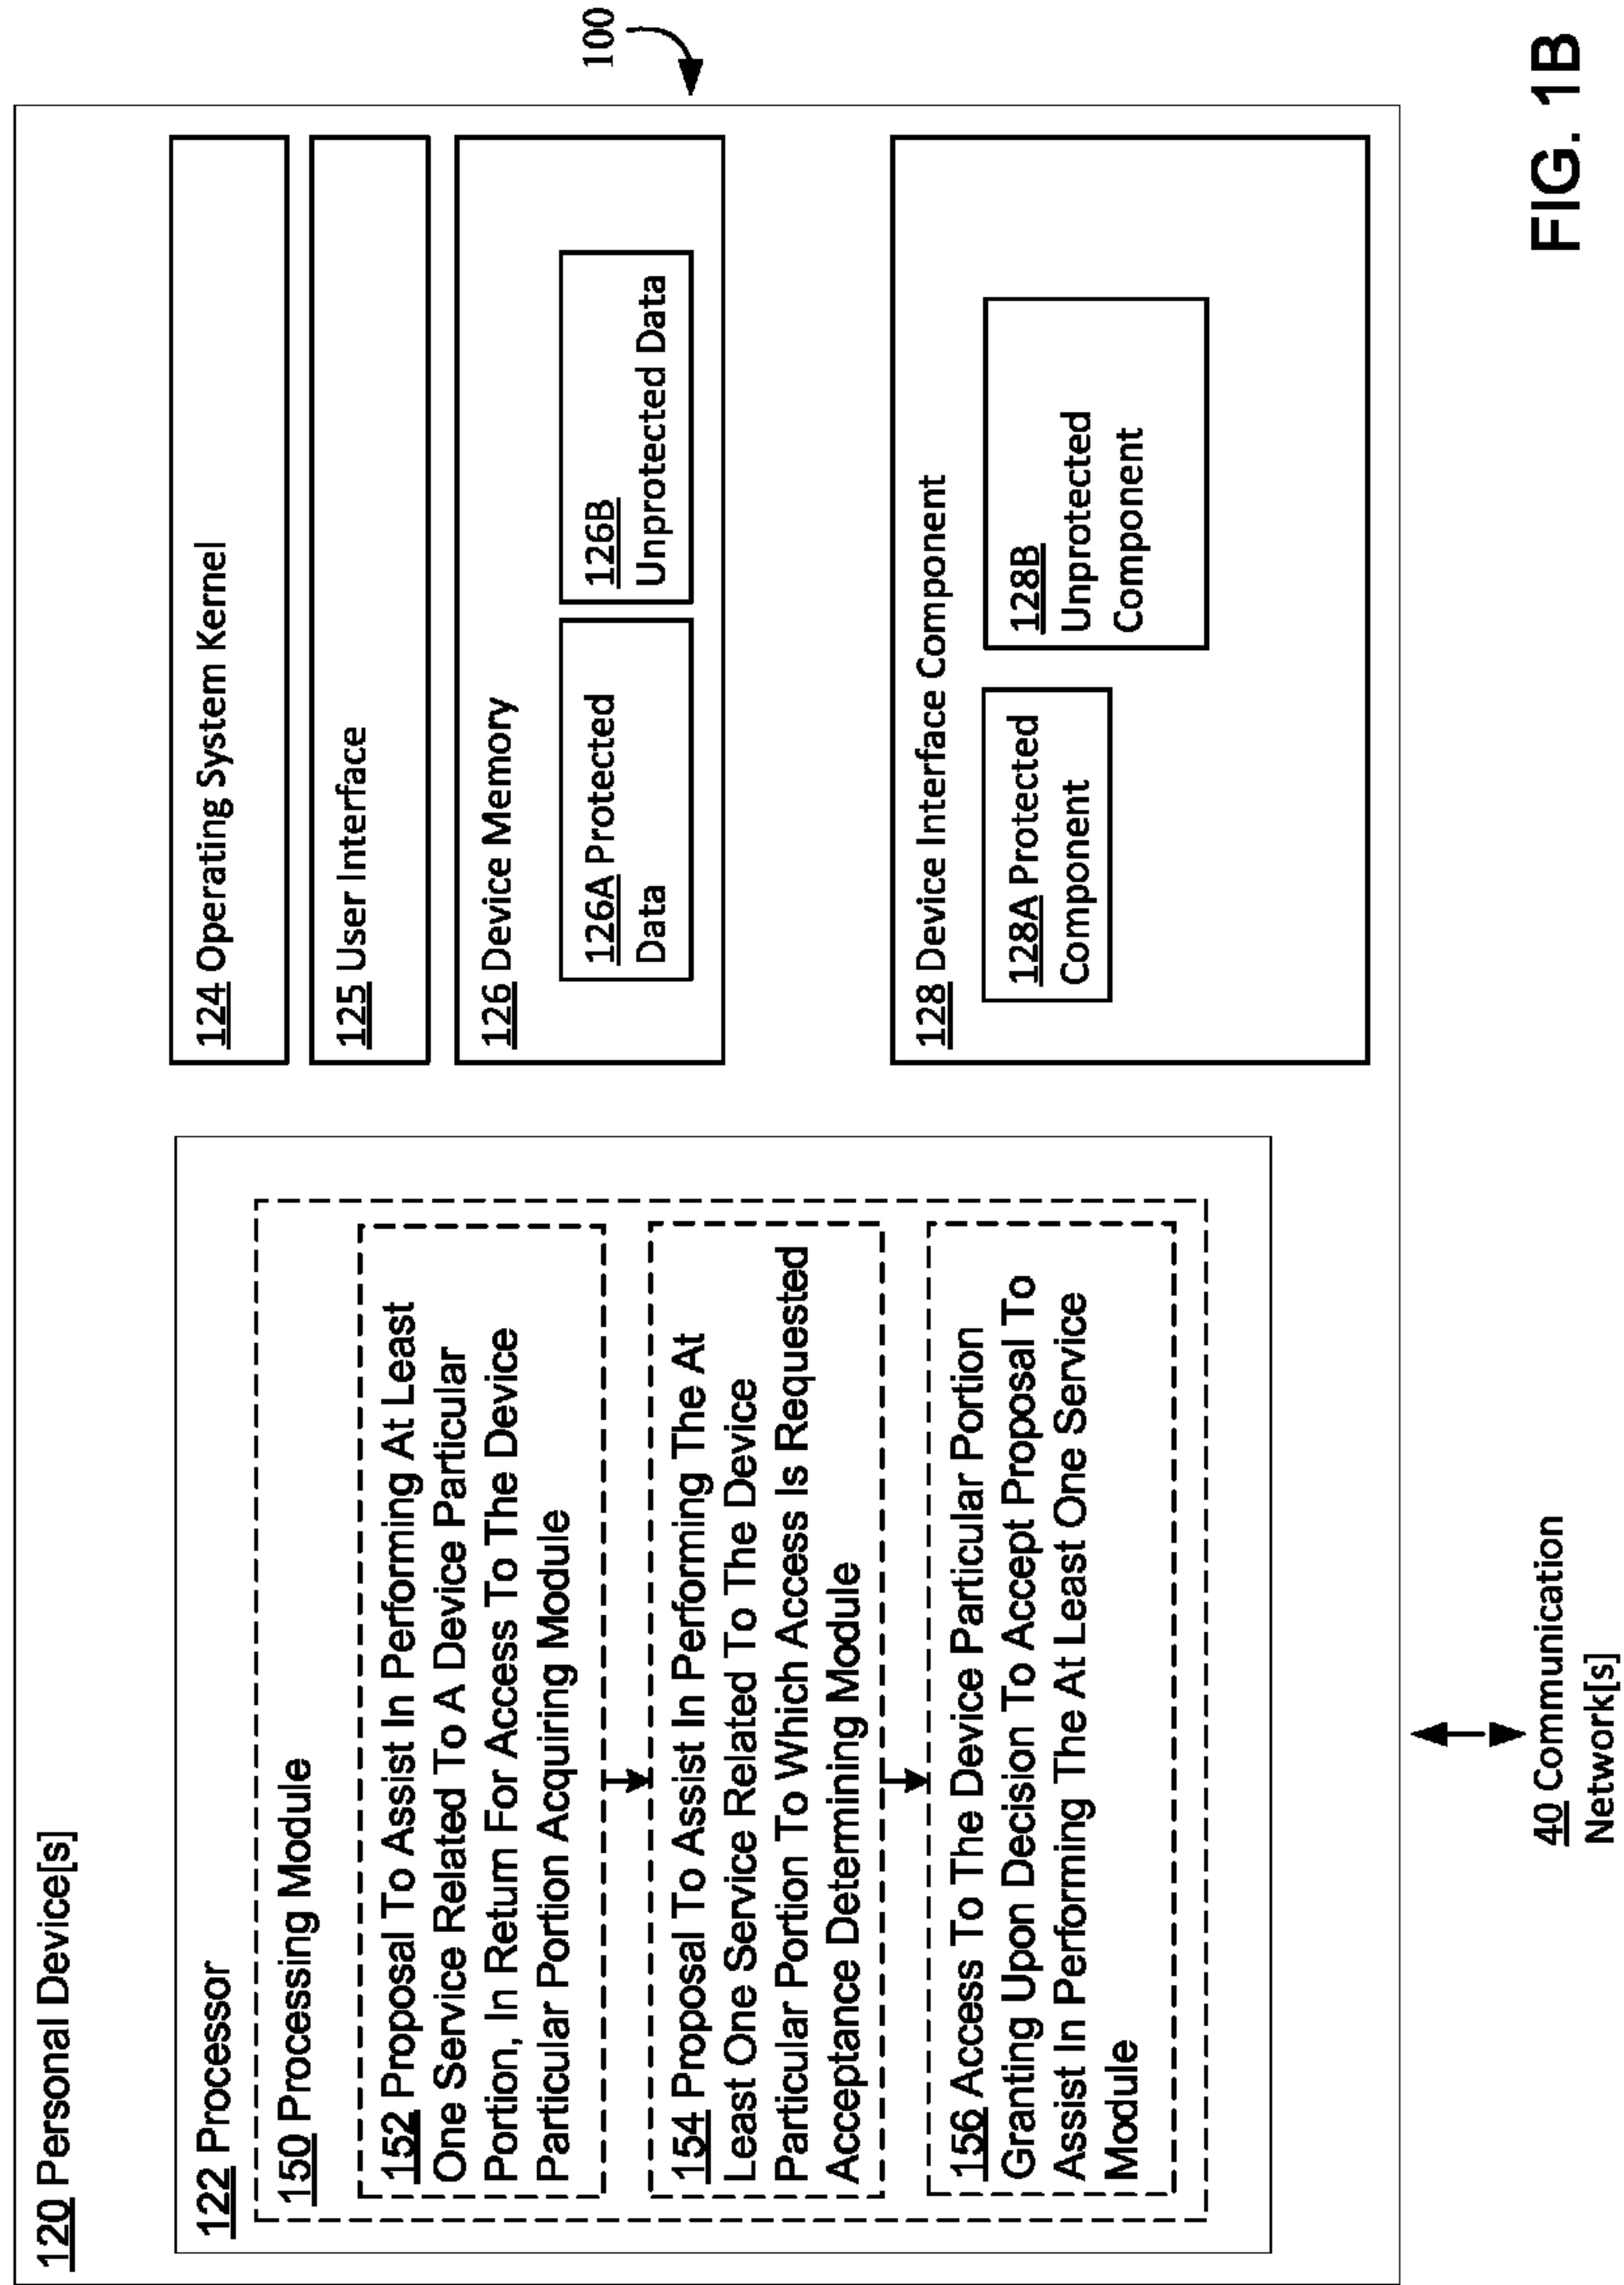 120 Personal Device[s]
122 Processor
150 Processing Module
152 Proposal To Assist In Performing At Least
One Service Related To A Device Particular
Portion, In Return For Access To The Device
Particular Portion Acquiring Module
154 Proposal To Assist In Performing The At
Least One Service Related To The Device
Particular Portion To Which Access Is Requested
Acceptance Determining Module
156 Access To The Device Particular Portion
Granting Upon Decision To Accept Proposal To
Assist In Performing The At Least One Service
Module
124 Operating System Kernel
125 User Interface
126 Device Memory
126A Protected
Data
126B
Unprotected Data
128 Device Interface Component
128A Protected
Component
128B
Unprotected
Component
100
40 Communication
Network[s]
FIG. 1B